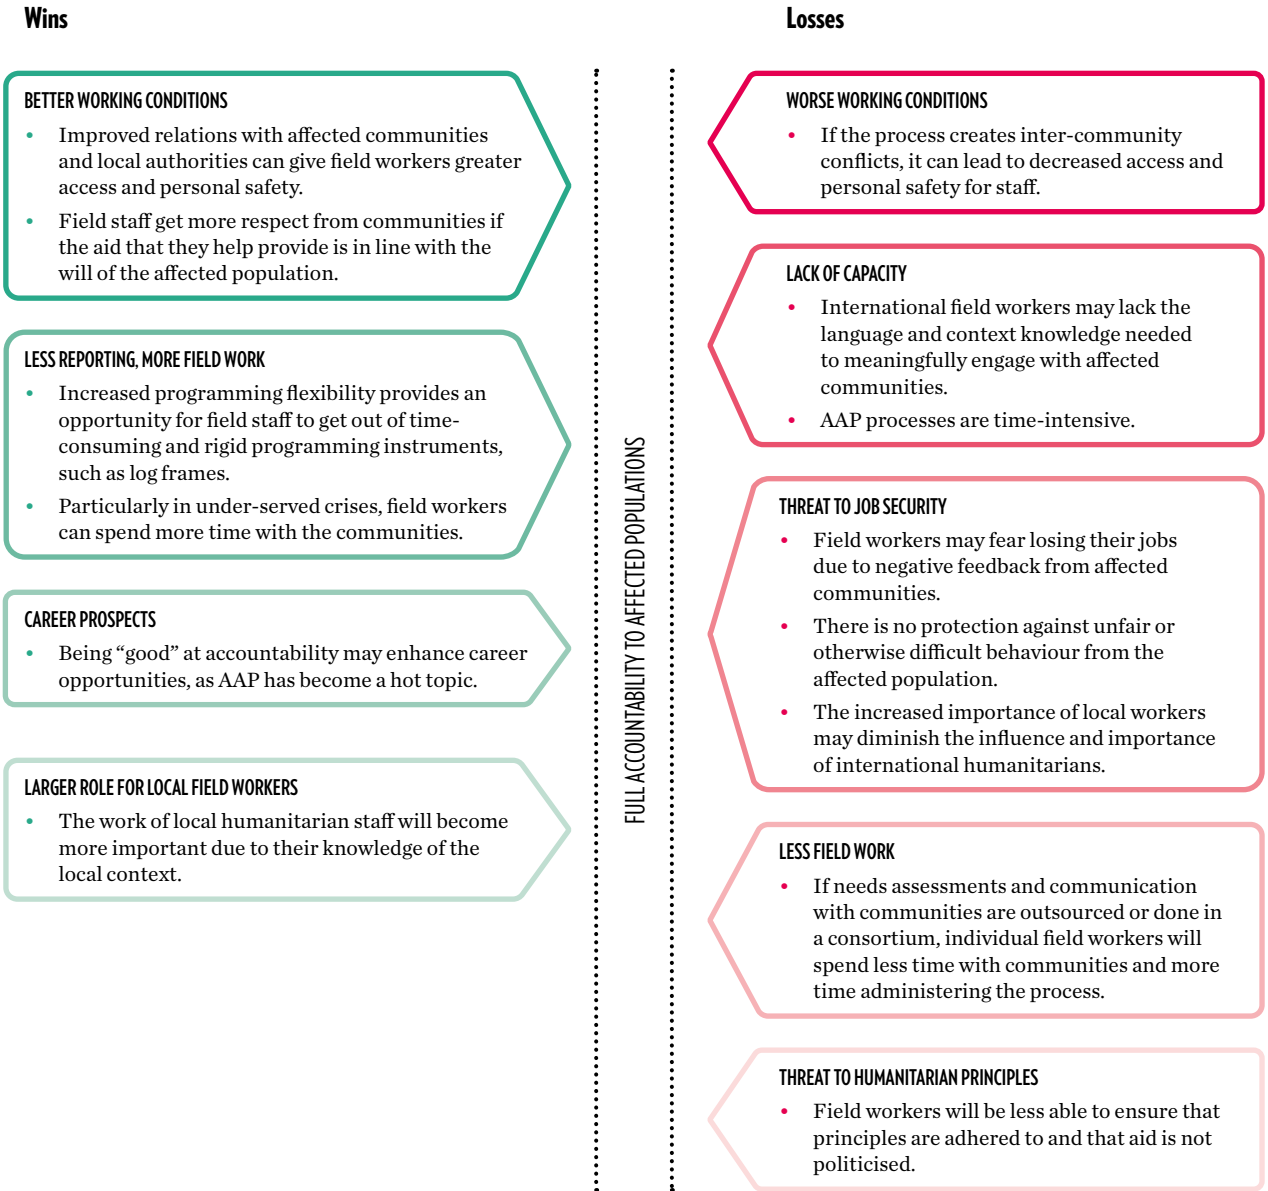 Wins
BETTER WORKING CONDITIONS
• Improved relations with affected communities
and local authorities can give field workers greater
access and personal safety.
• Field staff get more respect from communities if
the aid that they help provide is in line with the
will of the affected population.
LESS REPORTING, MORE FIELD WORK
• Increased programming flexibility provides an
opportunity for field staff to get out of time-
consuming and rigid programming instruments,
such as log frames.
• Particularly in under-served crises, field workers
can spend more time with the communities.
CAREER PROSPECTS
• Being “good” at accountability may enhance career
opportunities, as AAP has become a hot topic.
LARGER ROLE FOR LOCAL FIELD WORKERS
• The work of local humanitarian staff will become
more important due to their knowledge of the
local context.
FULL ACCOUNTABILITY TO AFFECTED POPULATIONS
Losses
WORSE WORKING CONDITIONS
• If the process creates inter-community
conflicts, it can lead to decreased access and
personal safety for staff.
LACK OF CAPACITY
• International field workers may lack the
language and context knowledge needed
to meaningfully engage with affected
communities.
• AAP processes are time-intensive.
THREAT TO JOB SECURITY
• Field workers may fear losing their jobs
due to negative feedback from affected
communities.
• There is no protection against unfair or
otherwise difficult behaviour from the
affected population.
• The increased importance of local workers
may diminish the influence and importance
of international humanitarians.
LESS FIELD WORK
• If needs assessments and communication
with communities are outsourced or done in
a consortium, individual field workers will
spend less time with communities and more
time administering the process.
THREAT TO HUMANITARIAN PRINCIPLES
• Field workers will be less able to ensure that
principles are adhered to and that aid is not
politicised.